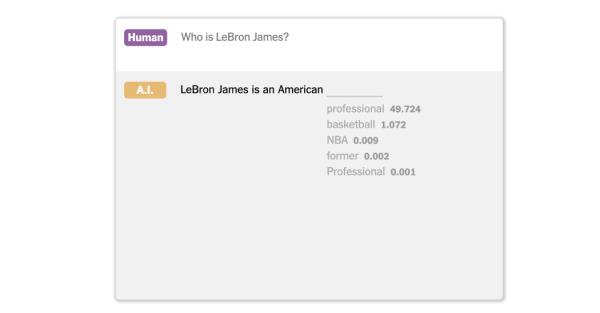 Human Who is LeBron James?
A.I. LeBron James is an American ________
professional 49.724
basketball 1.072
NBA 0.009
former 0.002
Professional 0.001